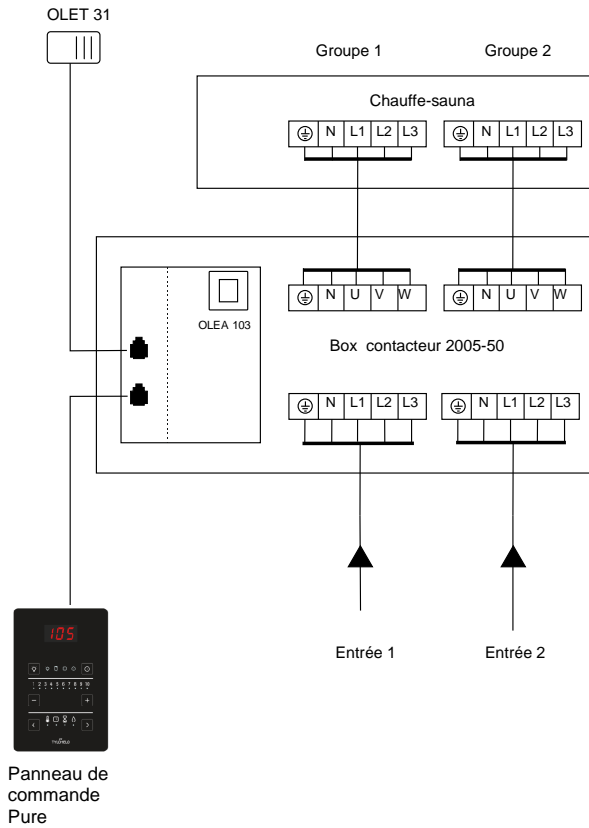 OLET 31
Groupe 1 Groupe 2
Chauffe-sauna
N L1 L2 L3 N L1 L2 L3
N U V W N U V W
OLEA 103
Box contacteur 2005-50
N L1 L2 L3 N L1 L2 L3
Entrée 1 Entrée 2
105
1 2 3 4 5 6 7 8 9 10
- +
< >
TYLÖHELO
Panneau de
commande
Pure